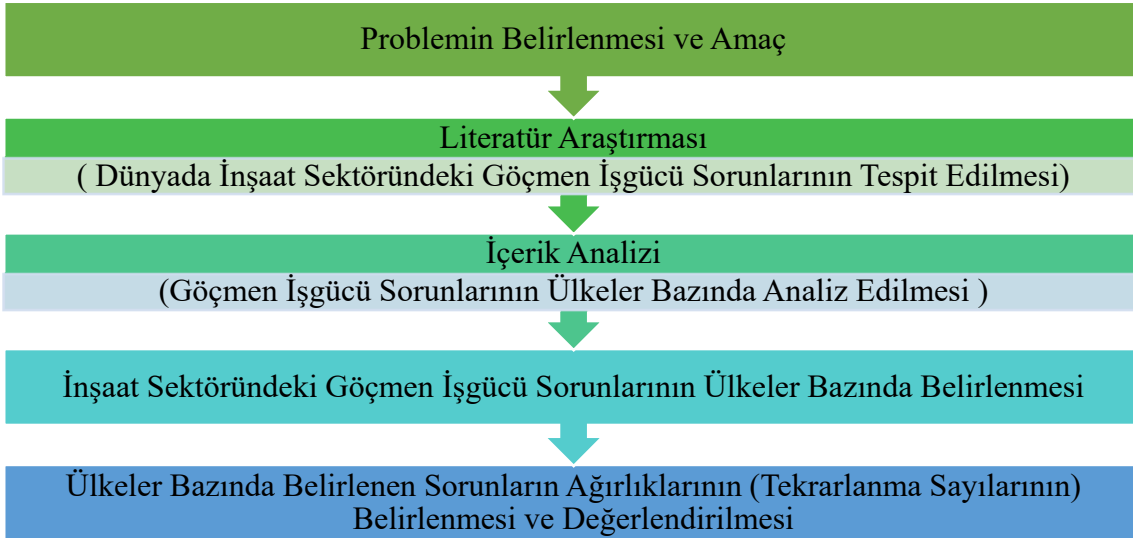 Problemin Belirlenmesi ve Amaç
Literatür Araştırması
( Dünyada İnşaat Sektöründeki Göçmen İşgücü Sorunlarının Tespit Edilmesi)
İçerik Analizi
(Göçmen İşgücü Sorunlarının Ülkeler Bazında Analiz Edilmesi )
İnşaat Sektöründeki Göçmen İşgücü Sorunlarının Ülkeler Bazında Belirlenmesi
Ülkeler Bazında Belirlenen Sorunların Ağırlıklarının (Tekrarlanma Sayılarının)
Belirlenmesi ve Değerlendirilmesi